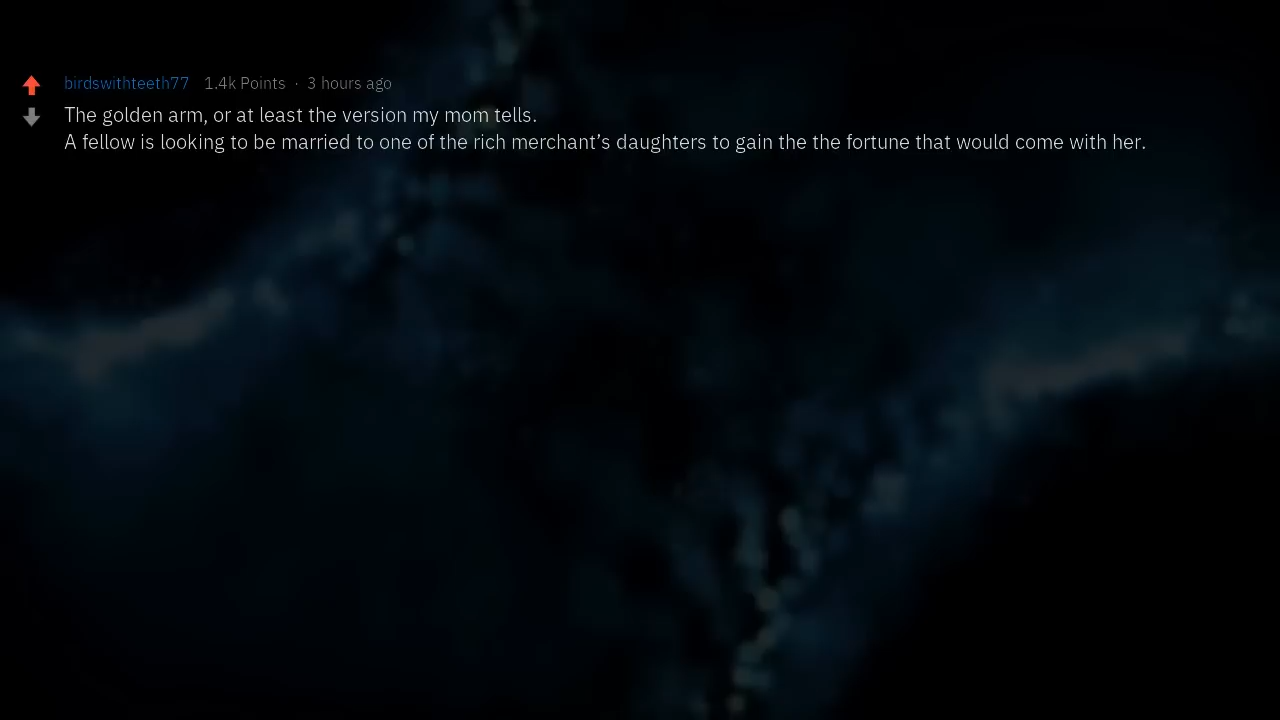 birdswithteeth77 1.4k Points · 3 hours ago
The golden arm, or at least the version my mom tells.
A fellow is looking to be married to one of the rich merchant’s daughters to gain the the fortune that would come with her.